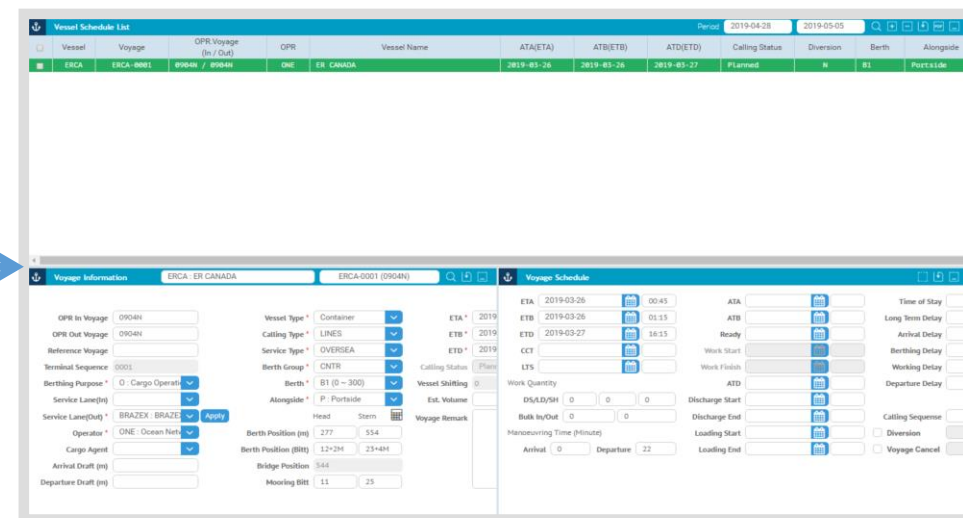 Vessel Schedule List Period 2019-04-28 2019-05-05
Vessel Voyage OPR.Voyage (In / Out) OPR Vessel Name ATA(ETA) ATB(ETB) ATD(ETD) Calling Status Diversion Berth Alongside
ERCA ERCA-0001 0904N / 0904N ONE ER CANADA 2019-03-26 2019-03-26 2019-03-27 Planned N B1 Portside
Voyage Information ERCA : ER CANADA ERCA-0001 (0904N)
OPR In Voyage 0904N Vessel Type * Container ETA * 2019
OPR Out Voyage 0904N Calling Type * LINES ETB * 2019
Reference Voyage Service Type * OVERSEA ETD * 2019
Terminal Sequence 0001 Berth Group * CNTR Calling Status Plan
Berthing Purpose * O : Cargo Operati Berth * B1 (0 ~ 300) Vessel Shifting 0
Service Lane(In) Alongside * P : Portside Est. Volume
Service Lane(Out) * BRAZEX : BRAZE Apply Head Stern Voyage Remark
Operator * ONE : Ocean Netw Berth Position (m) 277 554
Cargo Agent Berth Position (Bitt) 12+2M 23+4M
Arrival Draft (m) Bridge Position 344
Departure Draft (m) Mooring Bitt 11 25
Voyage Schedule
ETA 2019-03-26 00:45 ATA Time of Stay
ETB 2019-03-26 01:15 ATB Long Term Delay
ETD 2019-03-27 16:15 Ready Arrival Delay
CCT Work Start Berthing Delay
LTS Work Finish Working Delay
Work Quantity ATD Departure Delay
DS/LD/SH 0 0 0 Discharge Start
Bulk In/Out 0 0 Discharge End Calling Sequense
Manoeuvring Time (Minute) Loading Start Diversion
Arrival 0 Departure 22 Loading End Voyage Cancel